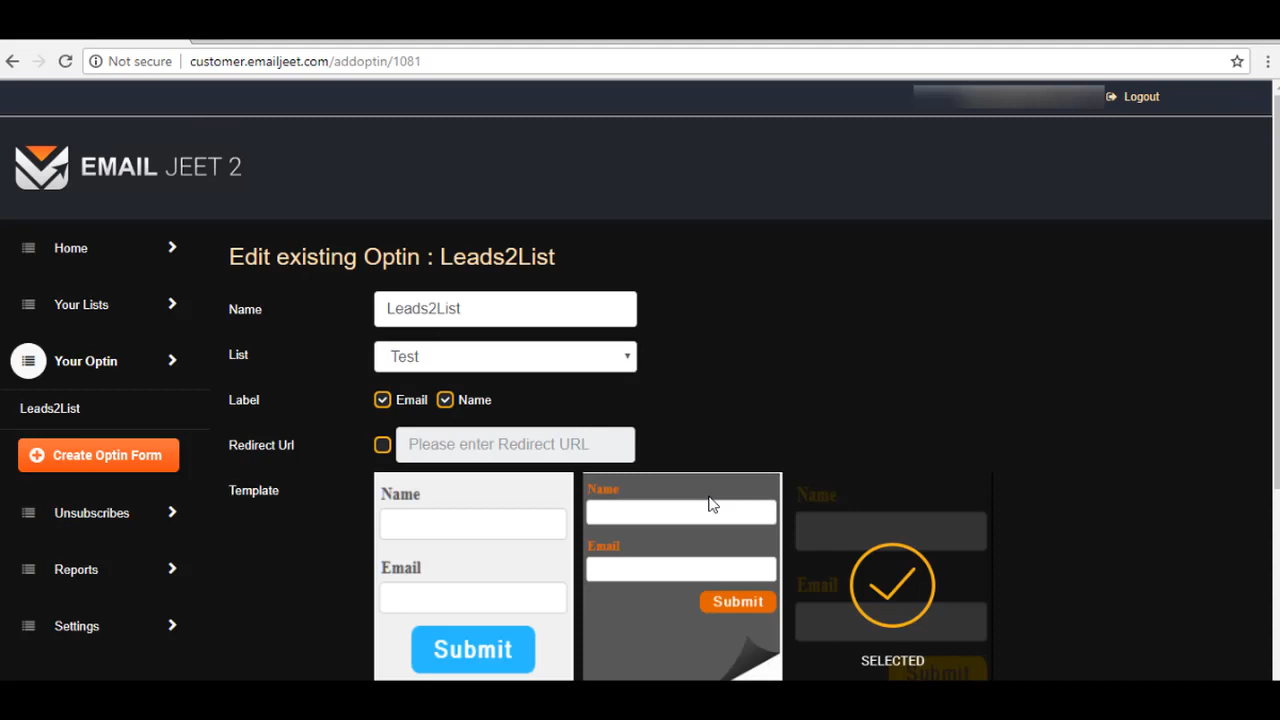 Not secure customer.emailjeet.com/addoptin/1081
Logout
EMAIL JEET 2
Home
Your Lists
Your Optin
Leads2List
Create Optin Form
Unsubscribes
Reports
Settings
Edit existing Optin : Leads2List
Name Leads2List
List Test
Label Email Name
Redirect Url Please enter Redirect URL
Template
Name
Email
Submit
Name
Email
Submit
Name
Email
SELECTED
Submit